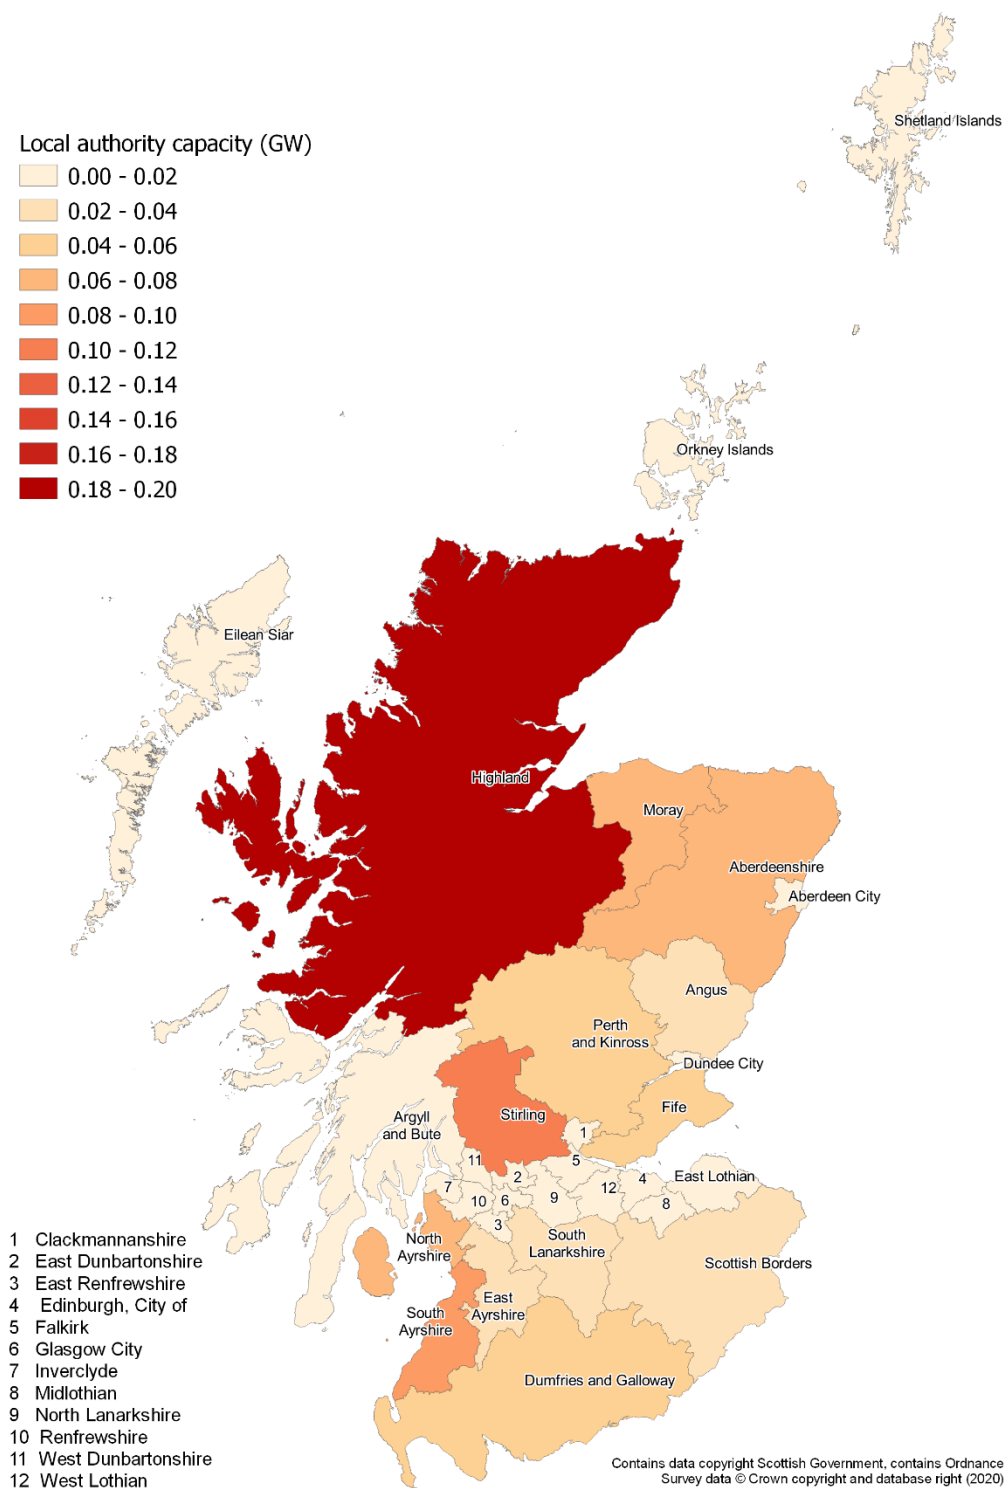 Shetland Islands
Local authority capacity (GW)
0.00 - 0.02
0.02 - 0.04
0.04 - 0.06
0.06 - 0.08
0.08 - 0.10
0.10 - 0.12
0.12 - 0.14
0.14 - 0.16
0.16 - 0.18
0.18 - 0.20
Orkney Islands
Eilean Siar
Highland
Moray
Aberdeenshire
Aberdeen City
Angus
Perth
and Kinross
Dundee City
Fife
Stirling
Argyll
and Bute
1
11
5
2
7
10
6
9
12
4
8
3
East Lothian
North
Ayrshire
South
Lanarkshire
Scottish Borders
East
Ayrshire
South
Ayrshire
Dumfries and Galloway
1 Clackmannanshire
2 East Dunbartonshire
3 East Renfrewshire
4 Edinburgh, City of
5 Falkirk
6 Glasgow City
7 Inverclyde
8 Midlothian
9 North Lanarkshire
10 Renfrewshire
11 West Dunbartonshire
12 West Lothian
Contains data copyright Scottish Government, contains Ordnance
Survey data © Crown copyright and database right (2020)